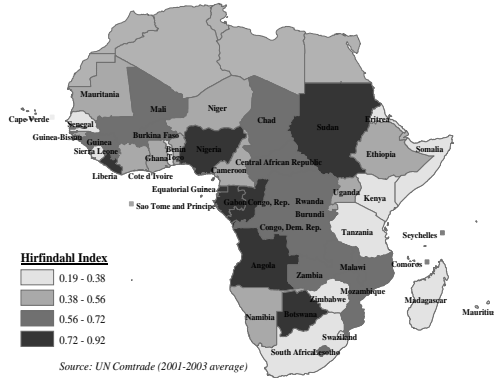 Mauritania
Mali
Niger
Chad
Sudan
Eritrea
Cape Verde
Senegal
Guinea-Bissau
Guinea
Sierra Leone
Liberia
Burkina Faso
Ghana
Benin
Togo
Cote d'Ivoire
Nigeria
Cameroon
Central African Republic
Ethiopia
Somalia
Equatorial Guinea
Sao Tome and Principe
Gabon
Congo, Rep.
Uganda
Kenya
Rwanda
Burundi
Congo, Dem. Rep.
Tanzania
Seychelles
Comoros
Angola
Zambia
Malawi
Mozambique
Zimbabwe
Madagascar
Mauritiu
Namibia
Botswana
Swaziland
South Africa
Lesotho
Hirfindahl Index
0.19 - 0.38
0.38 - 0.56
0.56 - 0.72
0.72 - 0.92
Source: UN Comtrade (2001-2003 average)